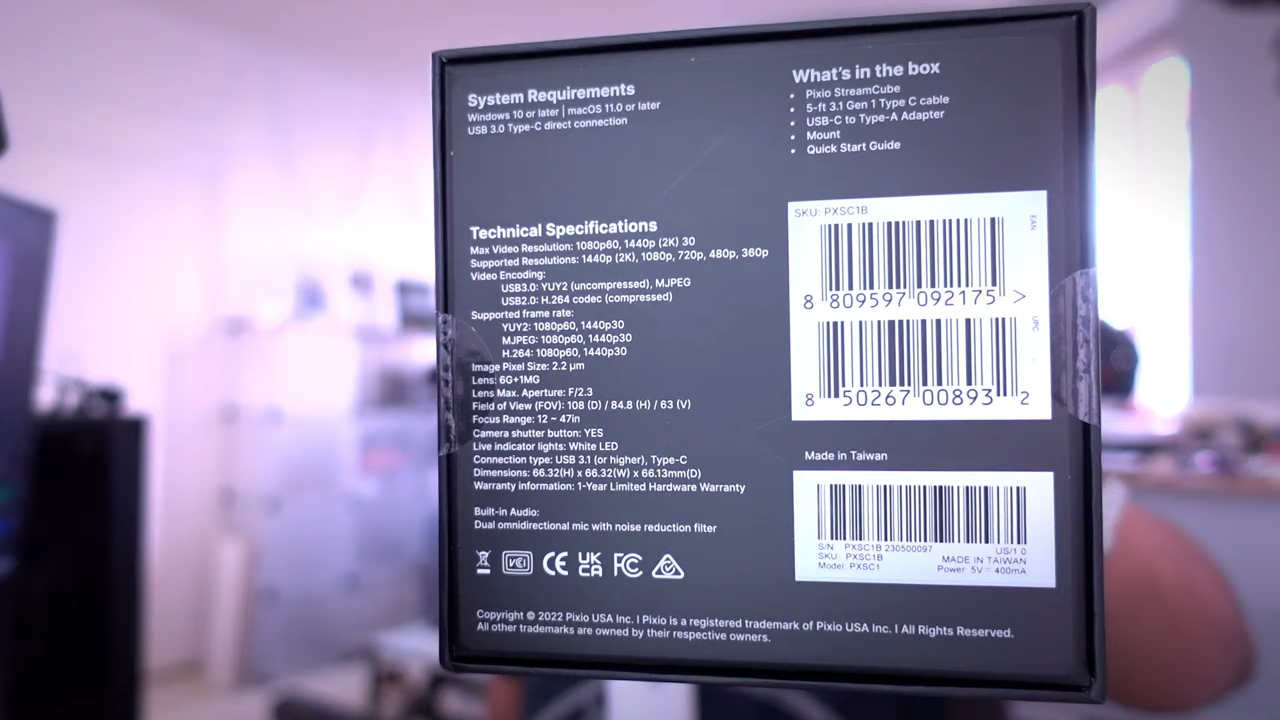 System Requirements
Windows 10 or later | macOS 11.0 or later
USB 3.0 Type-C direct connection
What's in the box
• Pixio StreamCube
• 5-ft 3.1 Gen 1 Type C cable
• USB-C to Type-A Adapter
• Mount
• Quick Start Guide
Technical Specifications
Max Video Resolution: 1080p60, 1440p (2K) 30
Supported Resolutions: 1440p (2K), 1080p, 720p, 480p, 360p
Video Encoding:
USB3.0: YUY2 (uncompressed), MJPEG
USB2.0: H.264 codec (compressed)
Supported frame rate:
YUY2: 1080p60, 1440p30
MJPEG: 1080p60, 1440p30
H.264: 1080p60, 1440p30
Image Pixel Size: 2.2 µm
Lens: 6G+1MG
Lens Max. Aperture: F/2.3
Field of View (FOV): 108 (D) / 84.8 (H) / 63 (V)
Focus Range: 12 ~ 47in
Camera shutter button: YES
Live indicator lights: White LED
Connection type: USB 3.1 (or higher), Type-C
Dimensions: 66.32(H) x 66.32(W) x 66.13mm(D)
Warranty information: 1-Year Limited Hardware Warranty
Built-in Audio:
Dual omnidirectional mic with noise reduction filter
VCCI CE UKCA FC
SKU: PXSC1B
EAN
8 809597 092175 >
UPC
8 50267 00893 2
Made in Taiwan
S/N: PXSC1B 230500097 US/1.0
SKU: PXSC1B MADE IN TAIWAN
Model: PXSC1 Power: 5V⎓400mA
Copyright © 2022 Pixio USA Inc. I Pixio is a registered trademark of Pixio USA Inc. I All Rights Reserved.
All other trademarks are owned by their respective owners.